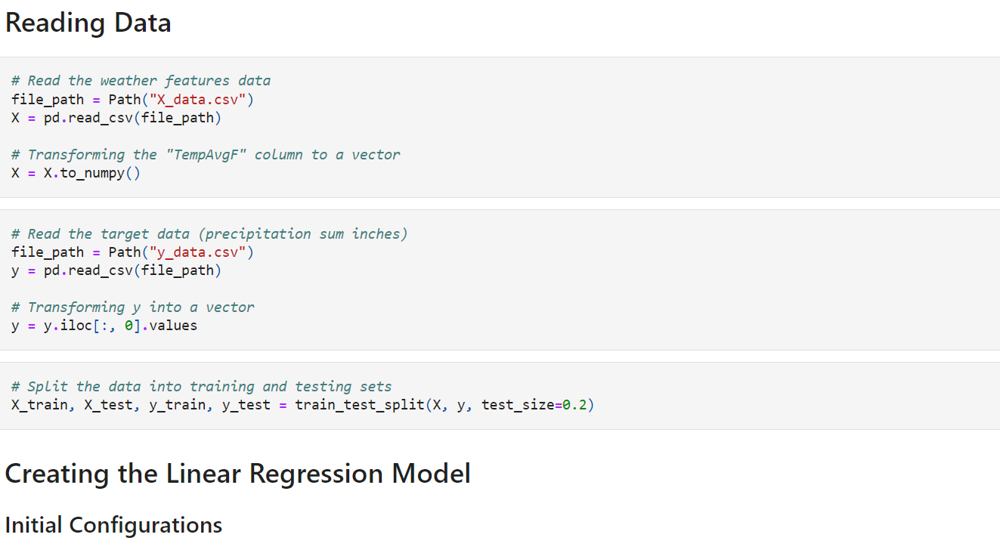 Reading Data
# Read the weather features data
file_path = Path("X_data.csv")
X = pd.read_csv(file_path)
# Transforming the "TempAvgF" column to a vector
X = X.to_numpy()
# Read the target data (precipitation sum inches)
file_path = Path("y_data.csv")
y = pd.read_csv(file_path)
# Transforming y into a vector
y = y.iloc[:, 0].values
# Split the data into training and testing sets
X_train, X_test, y_train, y_test = train_test_split(X, y, test_size=0.2)
Creating the Linear Regression Model
Initial Configurations